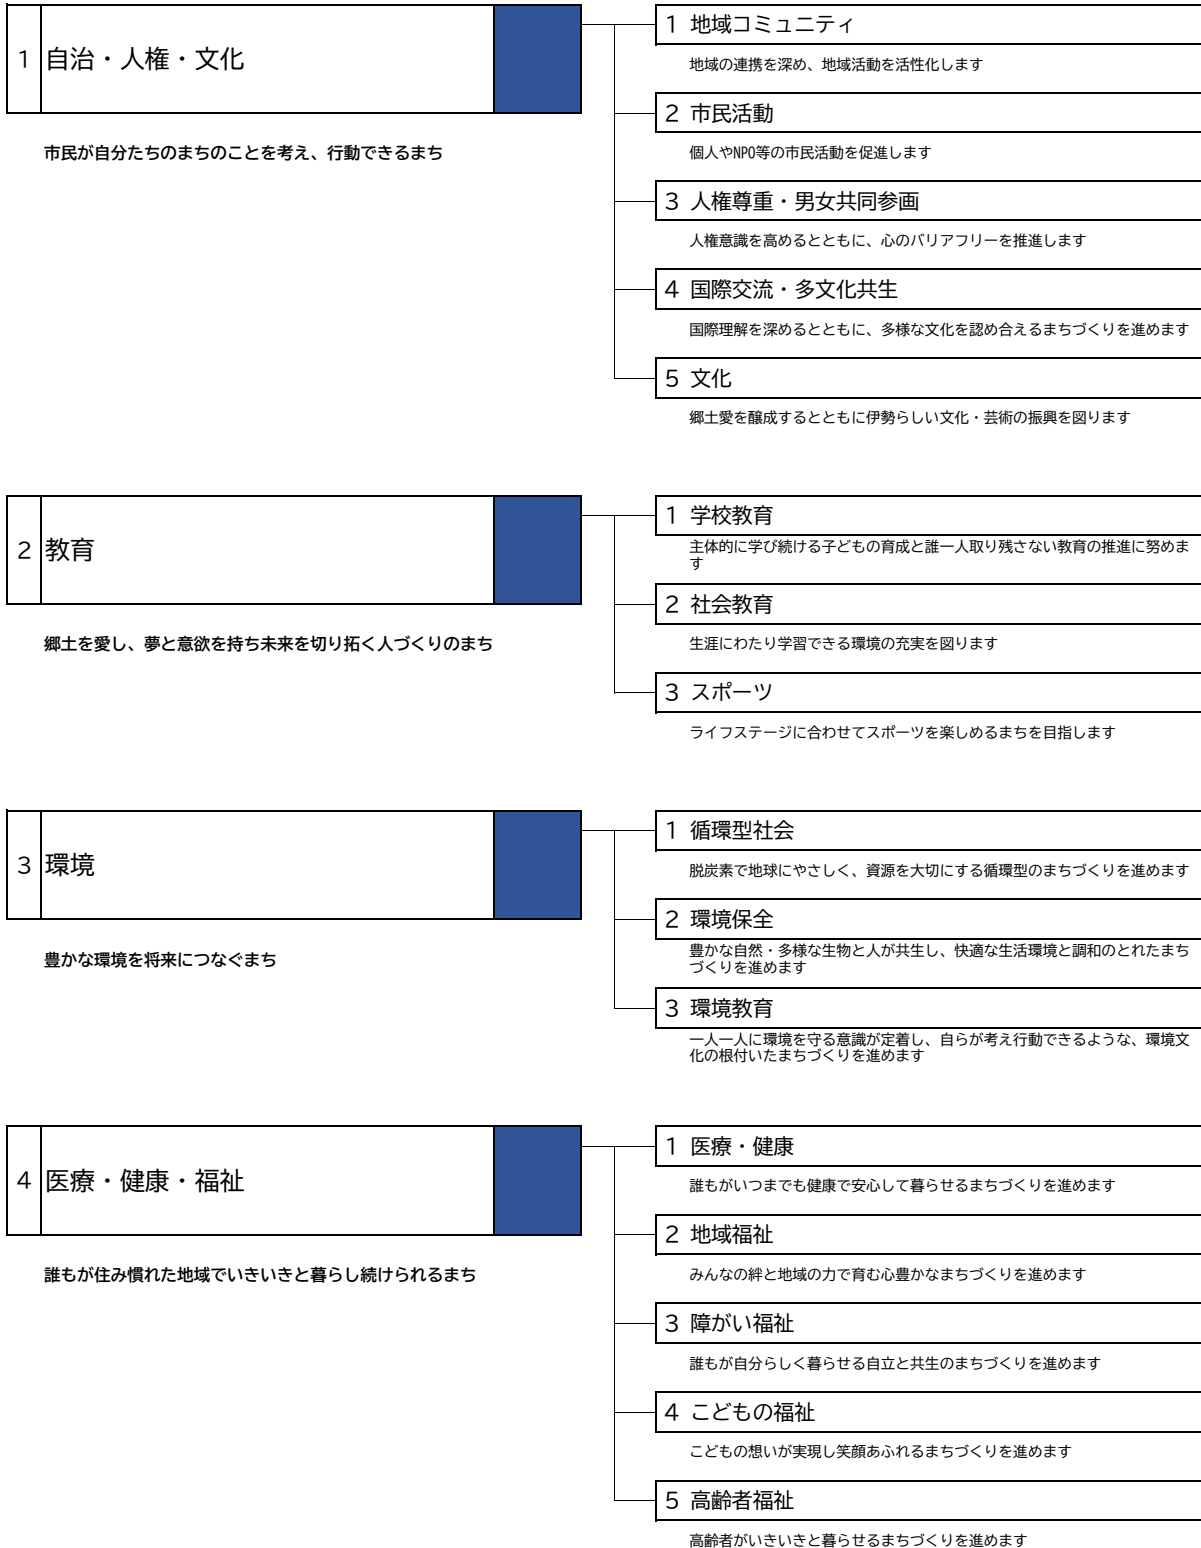 1 自治・人権・文化
市民が自分たちのまちのことを考え、行動できるまち
1 地域コミュニティ
地域の連携を深め、地域活動を活性化します
2 市民活動
個人やNPO等の市民活動を促進します
3 人権尊重・男女共同参画
人権意識を高めるとともに、心のバリアフリーを推進します
4 国際交流・多文化共生
国際理解を深めるとともに、多様な文化を認め合えるまちづくりを進めます
5 文化
郷土愛を醸成するとともに伊勢らしい文化・芸術の振興を図ります
2 教育
郷土を愛し、夢と意欲を持ち未来を切り拓く人づくりのまち
1 学校教育
主体的に学び続ける子どもの育成と誰一人取り残さない教育の推進に努めま
す
2 社会教育
生涯にわたり学習できる環境の充実を図ります
3 スポーツ
ライフステージに合わせてスポーツを楽しめるまちを目指します
3 環境
豊かな環境を将来につなぐまち
1 循環型社会
脱炭素で地球にやさしく、資源を大切にする循環型のまちづくりを進めます
2 環境保全
豊かな自然・多様な生物と人が共生し、快適な生活環境と調和のとれたまち
づくりを進めます
3 環境教育
一人一人に環境を守る意識が定着し、自らが考え行動できるような、環境文
化の根付いたまちづくりを進めます
4 医療・健康・福祉
誰もが住み慣れた地域でいきいきと暮らし続けられるまち
1 医療・健康
誰もがいつまでも健康で安心して暮らせるまちづくりを進めます
2 地域福祉
みんなの絆と地域の力で育む心豊かなまちづくりを進めます
3 障がい福祉
誰もが自分らしく暮らせる自立と共生のまちづくりを進めます
4 こどもの福祉
こどもの想いが実現し笑顔あふれるまちづくりを進めます
5 高齢者福祉
高齢者がいきいきと暮らせるまちづくりを進めます